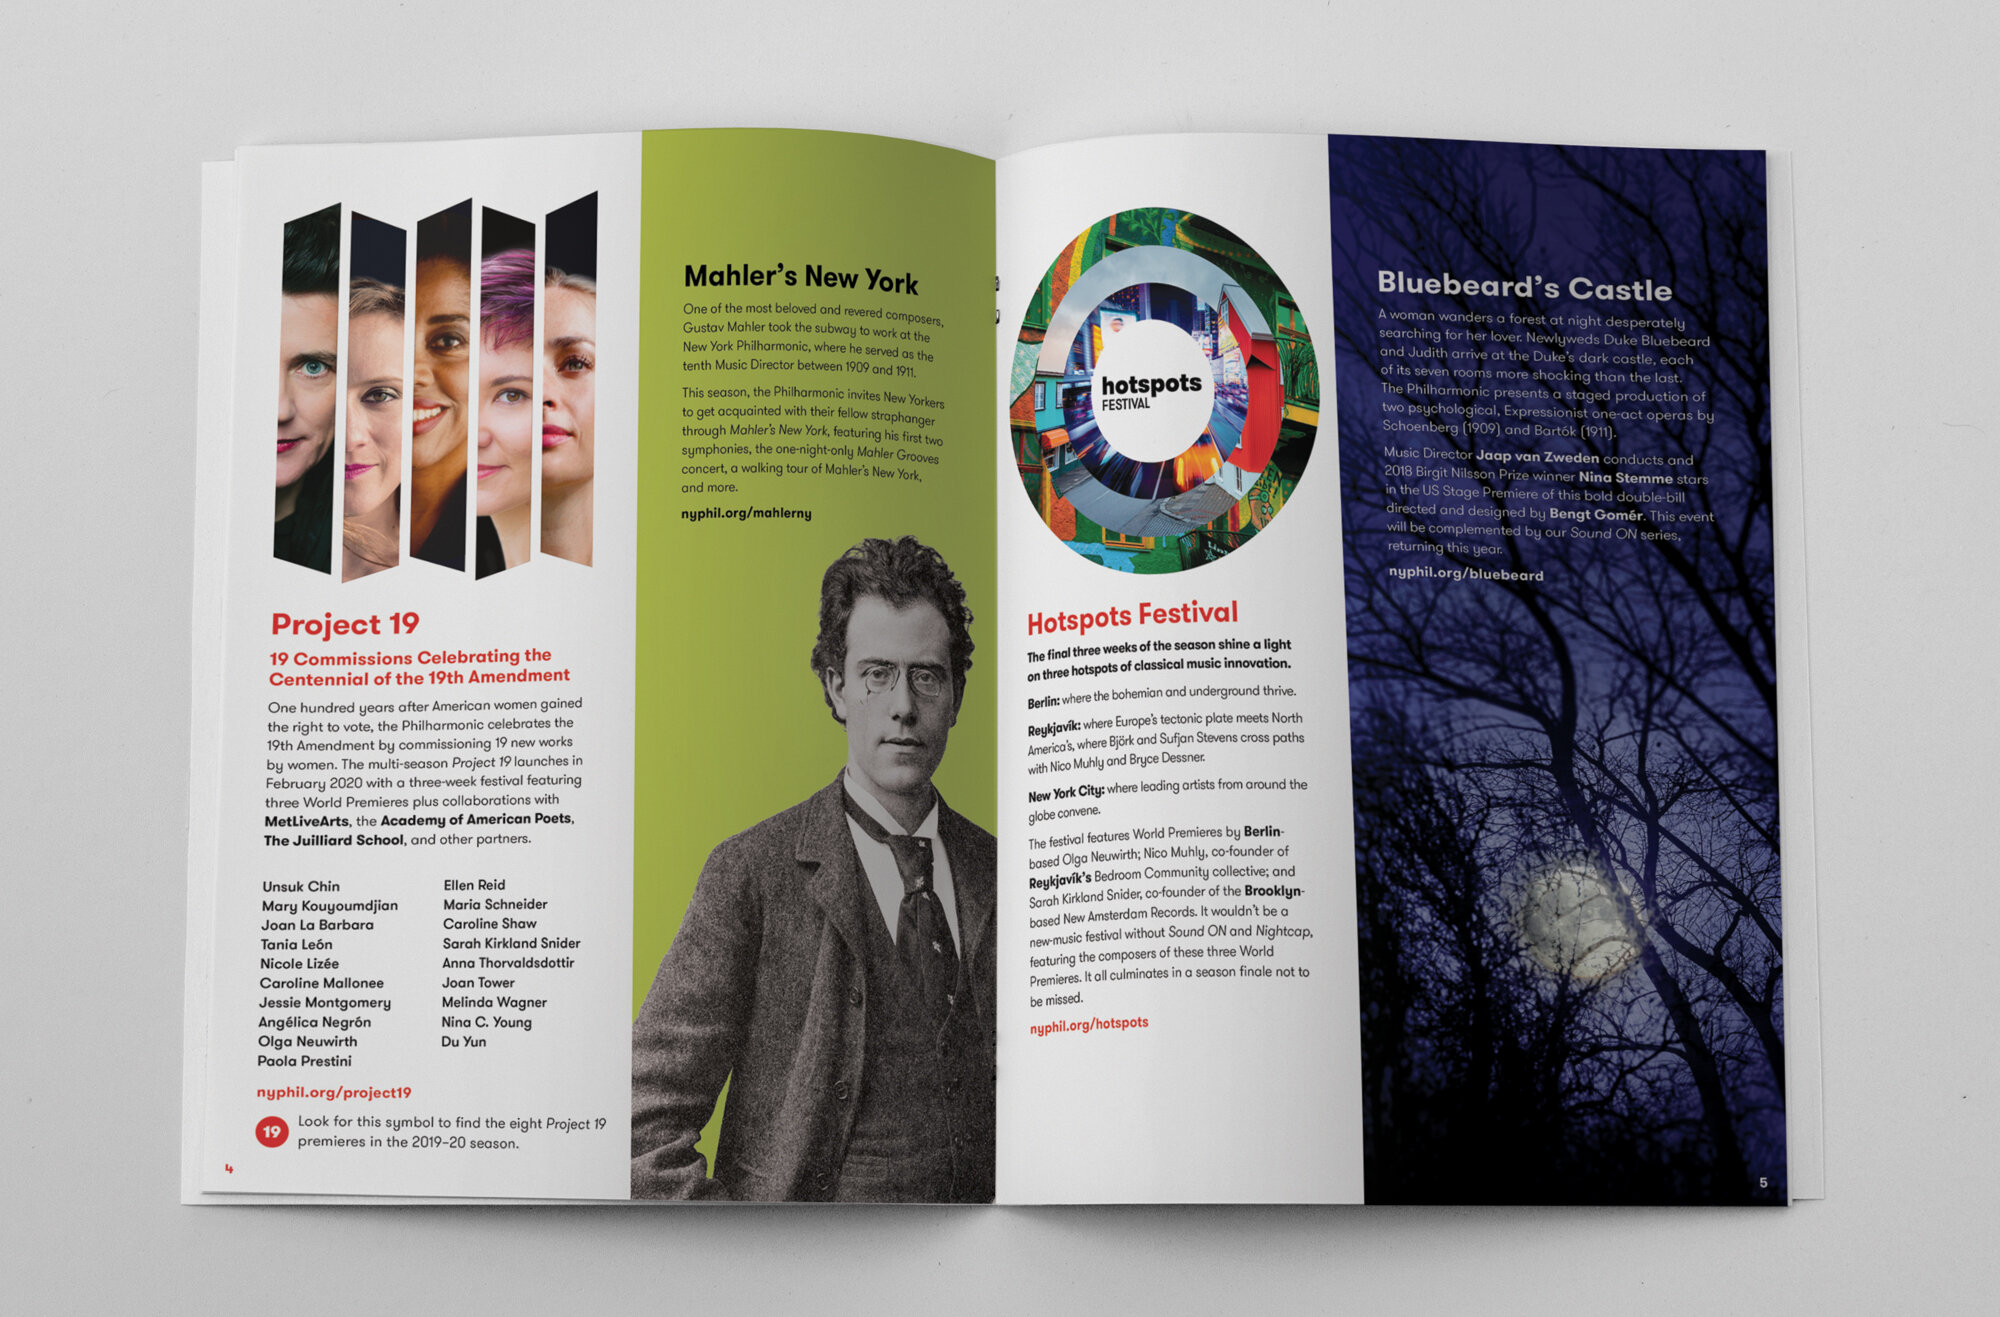 Project 19
19 Commissions Celebrating the
Centennial of the 19th Amendment
One hundred years after American women gained
the right to vote, the Philharmonic celebrates the
19th Amendment by commissioning 19 new works
by women. The multi-season Project 19 launches in
February 2020 with a three-week festival featuring
three World Premieres plus collaborations with
MetLiveArts, the Academy of American Poets,
The Juilliard School, and other partners.
Unsuk Chin
Mary Kouyoumdjian
Joan La Barbara
Tania León
Nicole Lizée
Caroline Mallonee
Jessie Montgomery
Angélica Negrón
Olga Neuwirth
Paola Prestini
Ellen Reid
Maria Schneider
Caroline Shaw
Sarah Kirkland Snider
Anna Thorvaldsdottir
Joan Tower
Melinda Wagner
Nina C. Young
Du Yun
nyphil.org/project19
19
Look for this symbol to find the eight Project 19
premieres in the 2019–20 season.
4
Mahler's New York
One of the most beloved and revered composers,
Gustav Mahler took the subway to work at the
New York Philharmonic, where he served as the
tenth Music Director between 1909 and 1911.
This season, the Philharmonic invites New Yorkers
to get acquainted with their fellow straphanger
through Mahler's New York, featuring his first two
symphonies, the one-night-only Mahler Grooves
concert, a walking tour of Mahler's New York,
and more.
nyphil.org/mahlerny
hotspots
FESTIVAL
Hotspots Festival
The final three weeks of the season shine a light
on three hotspots of classical music innovation.
Berlin: where the bohemian and underground thrive.
Reykjavík: where Europe's tectonic plate meets North
America's, where Björk and Sufjan Stevens cross paths
with Nico Muhly and Bryce Dessner.
New York City: where leading artists from around the
globe convene.
The festival features World Premieres by Berlin-
based Olga Neuwirth; Nico Muhly, co-founder of
Reykjavík's Bedroom Community collective; and
Sarah Kirkland Snider, co-founder of the Brooklyn-
based New Amsterdam Records. It wouldn't be a
new-music festival without Sound ON and Nightcap,
featuring the composers of these three World
Premieres. It all culminates in a season finale not to
be missed.
nyphil.org/hotspots
Bluebeard's Castle
A woman wanders a forest at night desperately
searching for her lover. Newlyweds Duke Bluebeard
and Judith arrive at the Duke's dark castle, each
of its seven rooms more shocking than the last.
The Philharmonic presents a staged production of
two psychological, Expressionist one-act operas by
Schoenberg (1909) and Bartók (1911).
Music Director Jaap van Zweden conducts and
2018 Birgit Nilsson Prize winner Nina Stemme stars
in the US Stage Premiere of this bold double-bill
directed and designed by Bengt Gomér. This event
will be complemented by our Sound ON series,
returning this year.
nyphil.org/bluebeard
5